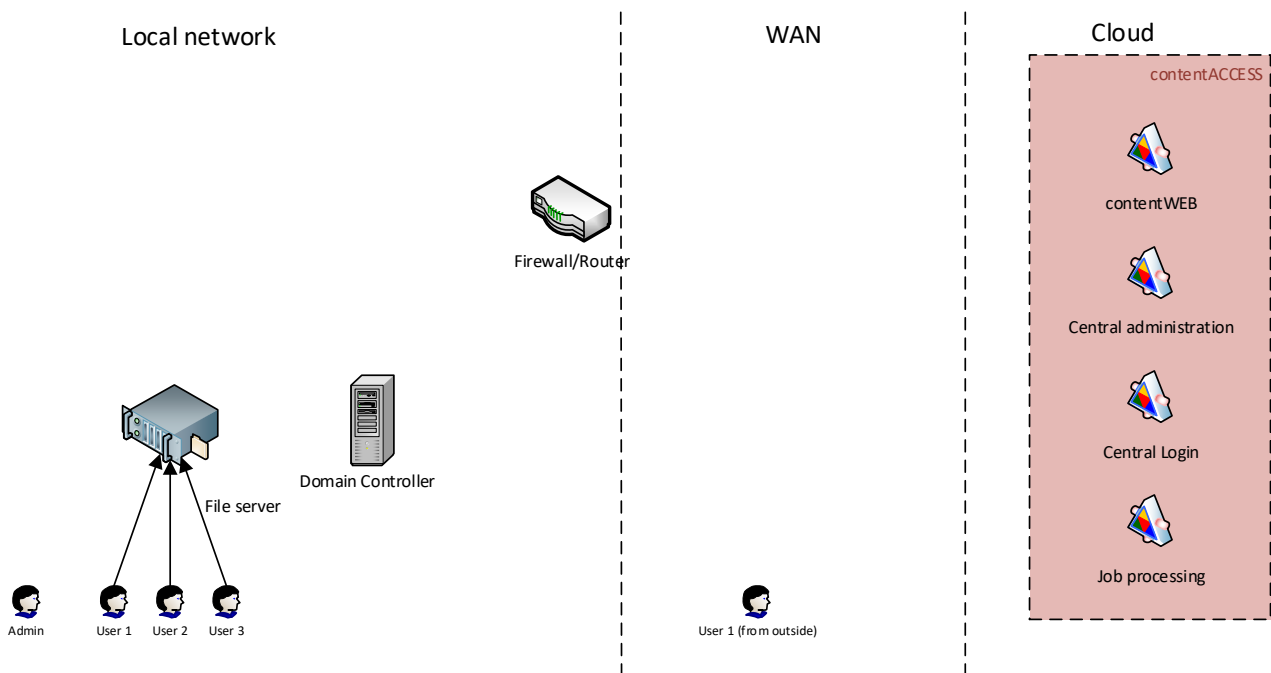 Local network
WAN
Cloud
contentACCESS
contentWEB
Firewall/Router
Central administration
Central Login
Domain Controller
File server
Job processing
Admin
User 1
User 2
User 3
User 1 (from outside)